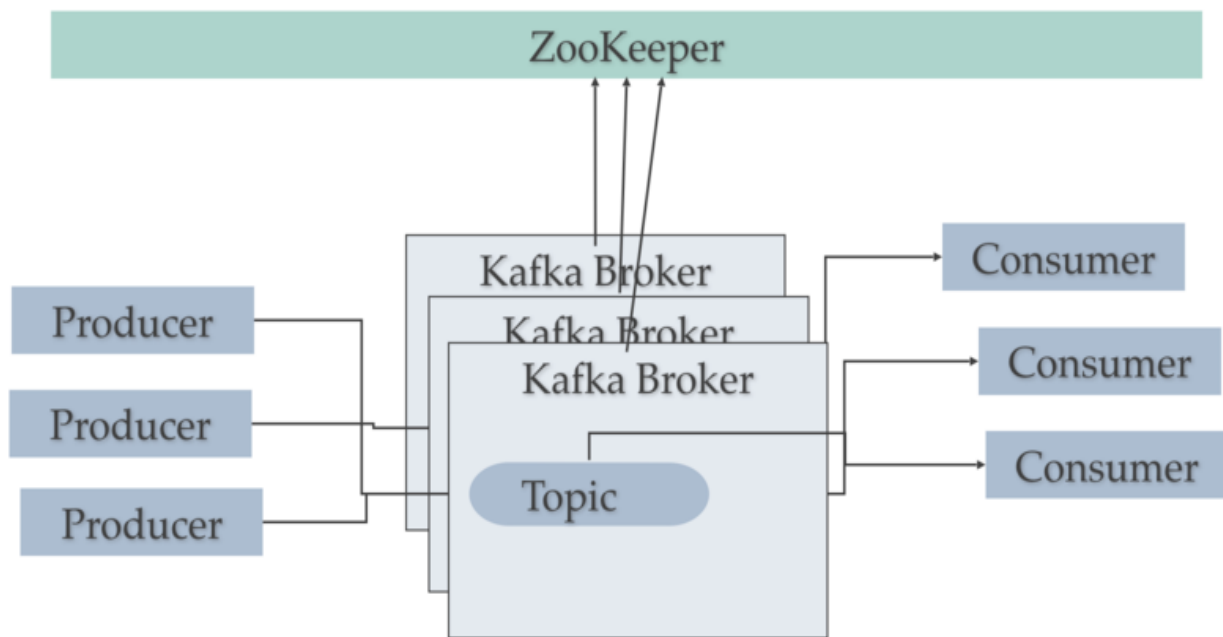 ZooKeeper
Kafka Broker
Kafka Broker
Kafka Broker
Producer
Producer
Producer
Topic
Consumer
Consumer
Consumer